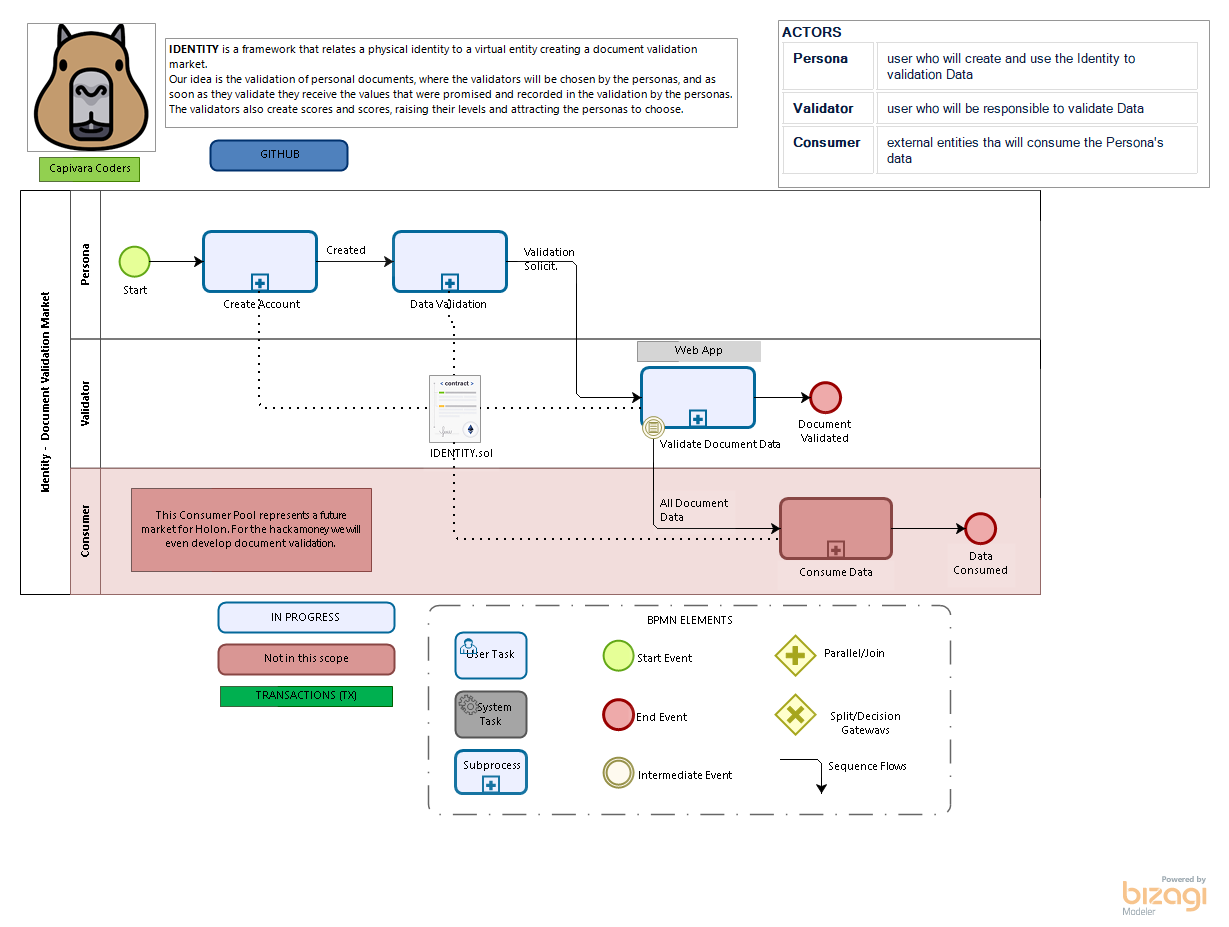 IDENTITY is a framework that relates a physical identity to a virtual entity creating a document validation
market.
Our idea is the validation of personal documents, where the validators will be chosen by the personas, and as
soon as they validate they receive the values that were promised and recorded in the validation by the personas.
The validators also create scores and scores, raising their levels and attracting the personas to choose.
Capivara Coders
GITHUB
ACTORS
Persona
user who will create and use the Identity to
validation Data
Validator
user who will be responsible to validate Data
Consumer
external entities tha will consume the Persona's
data
Identity - Document Validation Market
Persona
Start
Create Account
Created
Data Validation
Validation
Solicit.
Validator
< contract >
IDENTITY.sol
Web App
Validate Document Data
Document
Validated
Consumer
This Consumer Pool represents a future
market for Holon. For the hackamoney we will
even develop document validation.
All Document
Data
Consume Data
Data
Consumed
IN PROGRESS
Not in this scope
TRANSACTIONS (TX)
BPMN ELEMENTS
User Task
System
Task
Subprocess
Start Event
End Event
Intermediate Event
Parallel/Join
Split/Decision
Gateways
Sequence Flows
Powered by
bizagi
Modeler